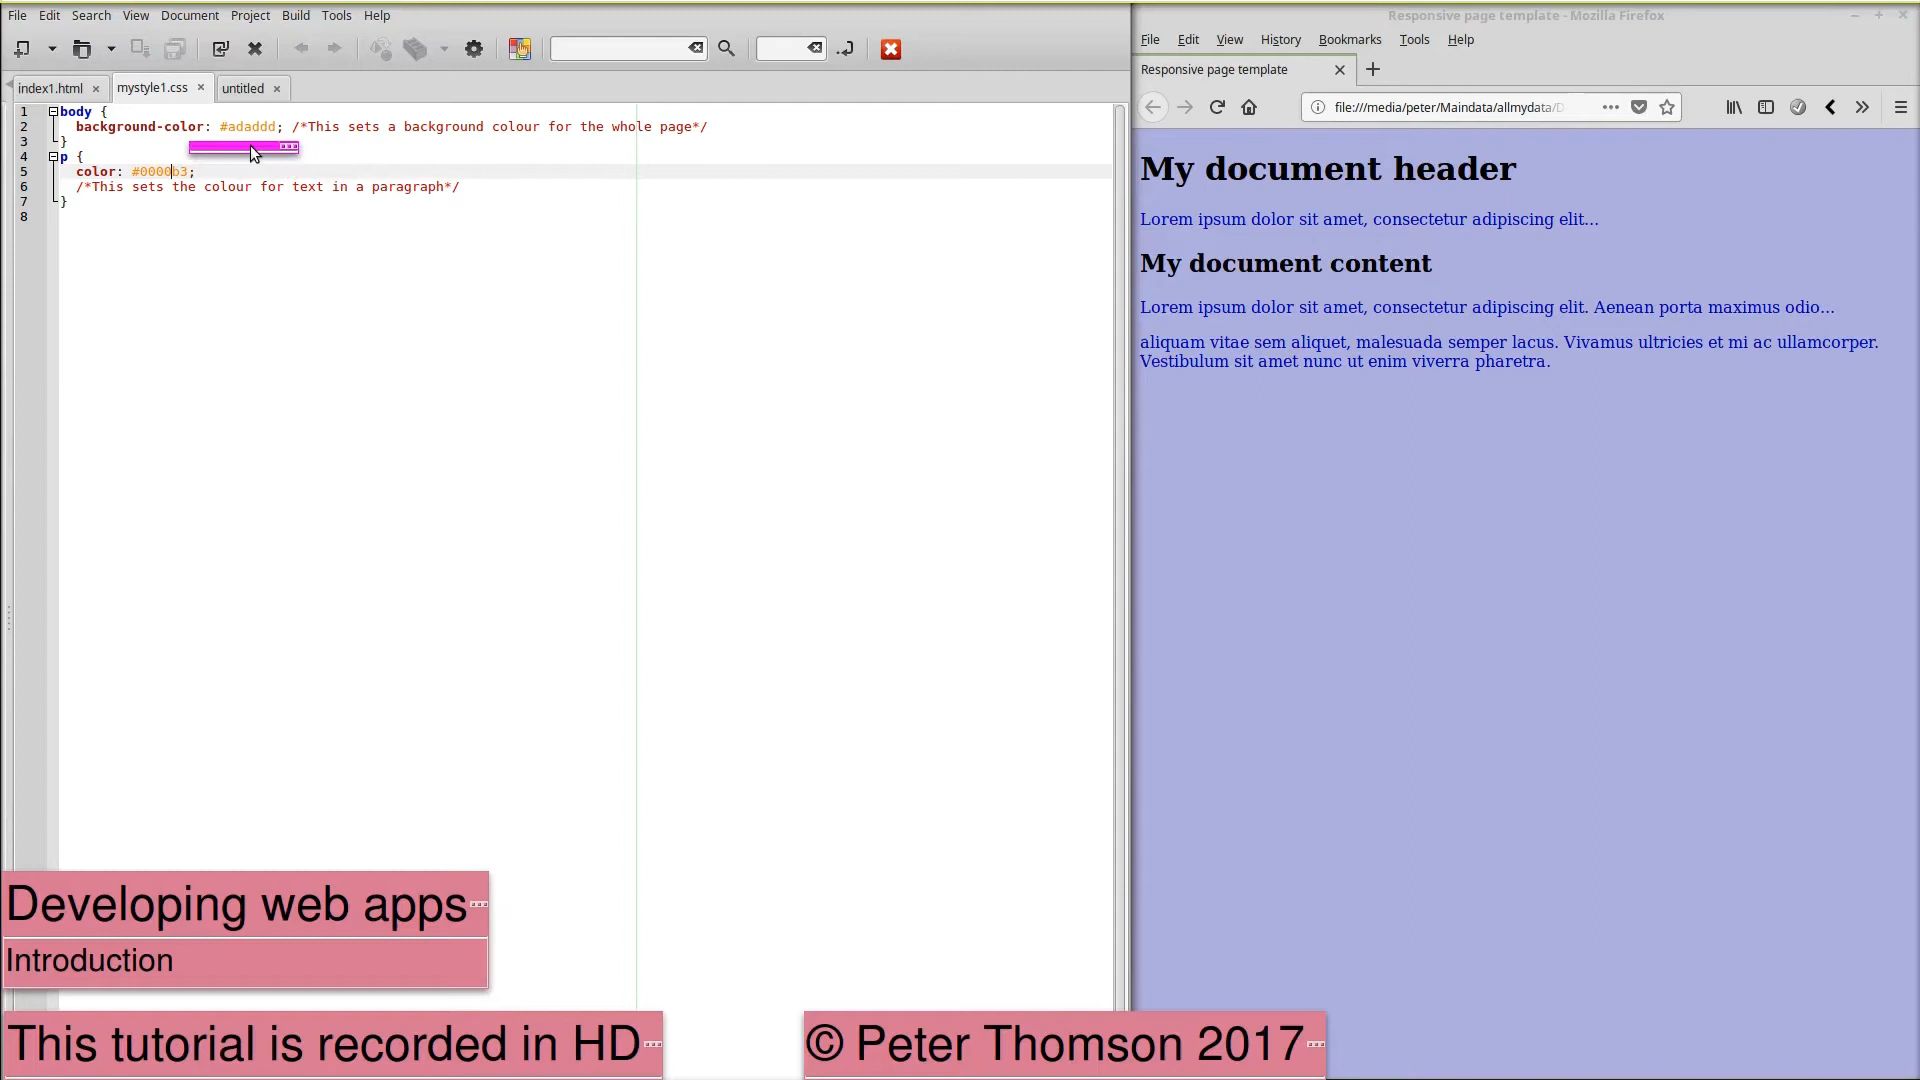 File Edit Search View Document Project Build Tools Help
index1.html
mystyle1.css
untitled
1 body {
2 background-color: #adaddd; /*This sets a background colour for the whole page*/
3 }
4 p {
5 color: #0000b3;
6 /*This sets the colour for text in a paragraph*/
7 }
8
Responsive page template - Mozilla Firefox
File Edit View History Bookmarks Tools Help
Responsive page template
file:///media/peter/Maindata/allmydata/D
My document header
Lorem ipsum dolor sit amet, consectetur adipiscing elit...
My document content
Lorem ipsum dolor sit amet, consectetur adipiscing elit. Aenean porta maximus odio...
aliquam vitae sem aliquet, malesuada semper lacus. Vivamus ultricies et mi ac ullamcorper.
Vestibulum sit amet nunc ut enim viverra pharetra.
Developing web apps
Introduction
This tutorial is recorded in HD
© Peter Thomson 2017